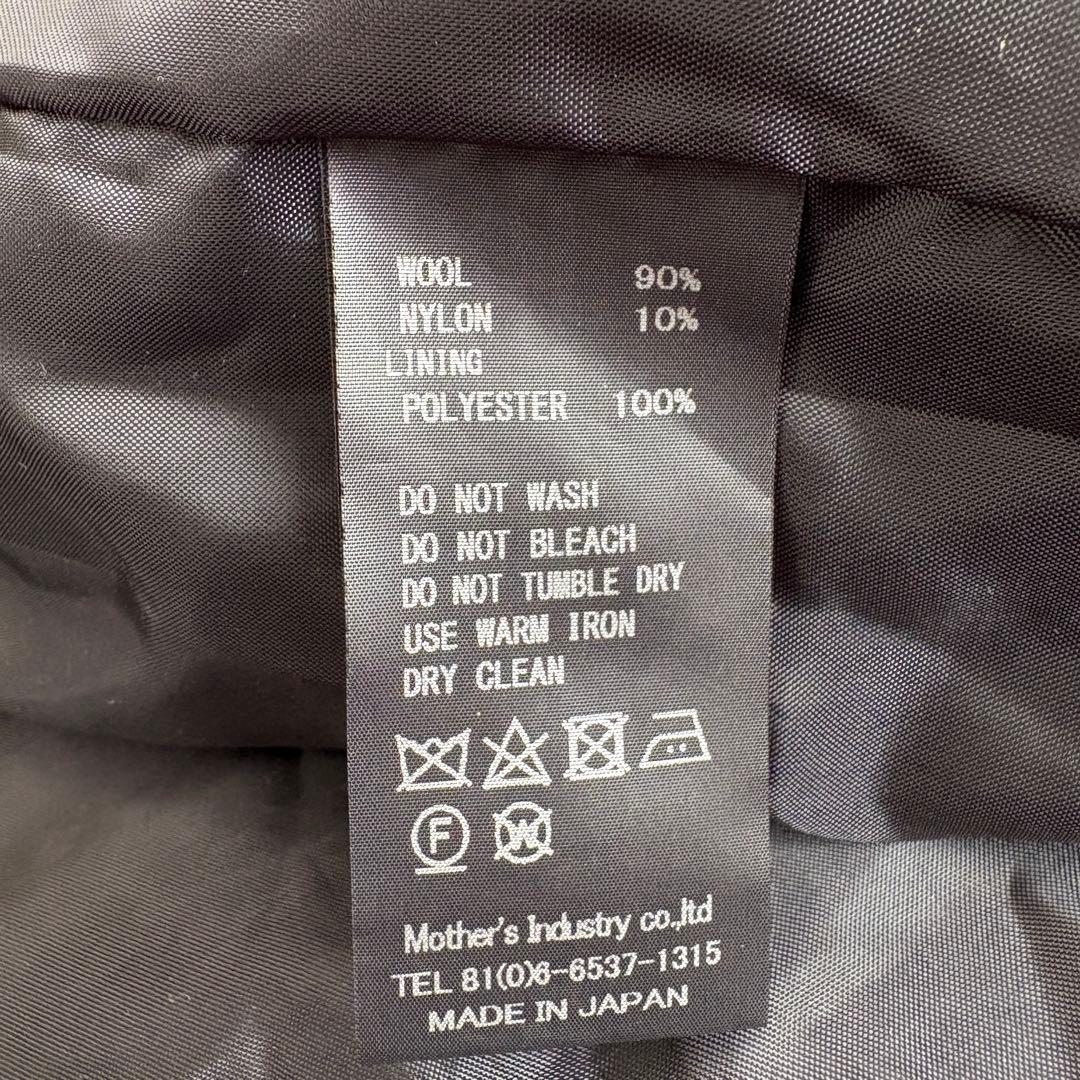 WOOL 90%
NYLON 10%
LINING
POLYESTER 100%
DO NOT WASH
DO NOT BLEACH
DO NOT TUMBLE DRY
USE WARM IRON
DRY CLEAN
F W
Mother's Industry co.,ltd
TEL 81(0)6-6537-1315
MADE IN JAPAN